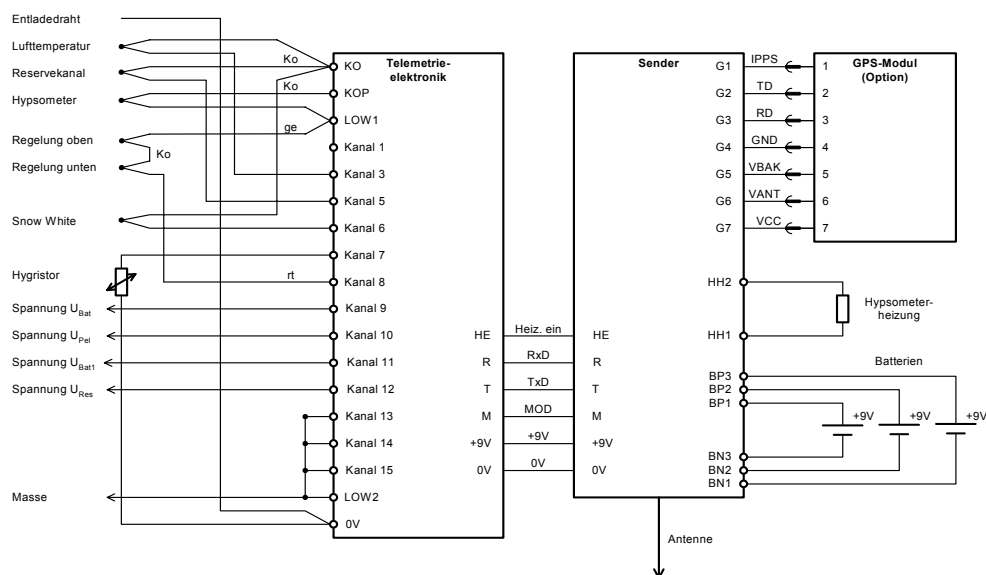 Entladedraht
Lufttemperatur
Reservekanal
Hypsometer
Regelung oben
Regelung unten
Snow White
Hygristor
Spannung U_Bat
Spannung U_Pel
Spannung U_Bat1
Spannung U_Res
Masse
Ko
Ko
ge
Ko
rt
Telemetrie-
elektronik
KO
KOP
LOW1
Kanal 1
Kanal 3
Kanal 5
Kanal 6
Kanal 7
Kanal 8
Kanal 9
Kanal 10
Kanal 11
Kanal 12
Kanal 13
Kanal 14
Kanal 15
LOW2
0V
HE
R
T
M
+9V
0V
Heiz. ein
RxD
TxD
MOD
+9V
0V
Sender
HE
R
T
M
+9V
0V
G1
G2
G3
G4
G5
G6
G7
HH2
HH1
BP3
BP2
BP1
BN3
BN2
BN1
IPPS
TD
RD
GND
VBAK
VANT
VCC
GPS-Modul
(Option)
1
2
3
4
5
6
7
Hypsometer-
heizung
Batterien
+9V
+9V
+9V
Antenne